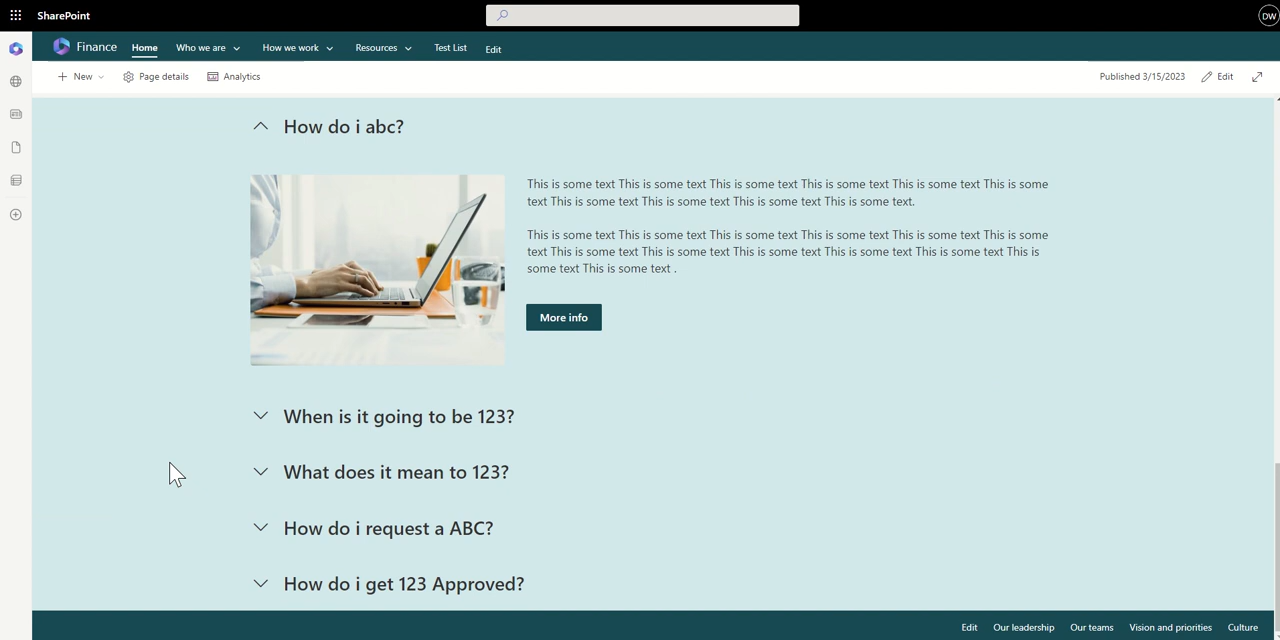 SharePoint
DW
Finance
Home
Who we are
How we work
Resources
Test List
Edit
New
Page details
Analytics
Published 3/15/2023
Edit
How do i abc?
This is some text This is some text This is some text This is some text This is some text This is some
text This is some text This is some text This is some text This is some text.
This is some text This is some text This is some text This is some text This is some text This is some
text This is some text This is some text This is some text This is some text This is some text This is
some text This is some text .
More info
When is it going to be 123?
What does it mean to 123?
How do i request a ABC?
How do i get 123 Approved?
Edit
Our leadership
Our teams
Vision and priorities
Culture